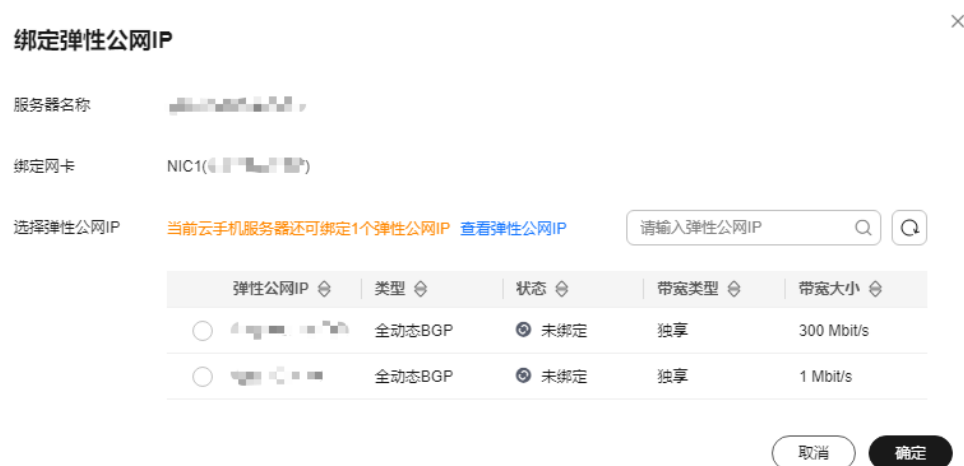 绑定弹性公网IP
服务器名称
绑定网卡 NIC1( )
选择弹性公网IP 当前云手机服务器还可绑定1个弹性公网IP 查看弹性公网IP 请输入弹性公网IP
弹性公网IP 类型 状态 带宽类型 带宽大小
全动态BGP 未绑定 独享 300 Mbit/s
全动态BGP 未绑定 独享 1 Mbit/s
取消 确定